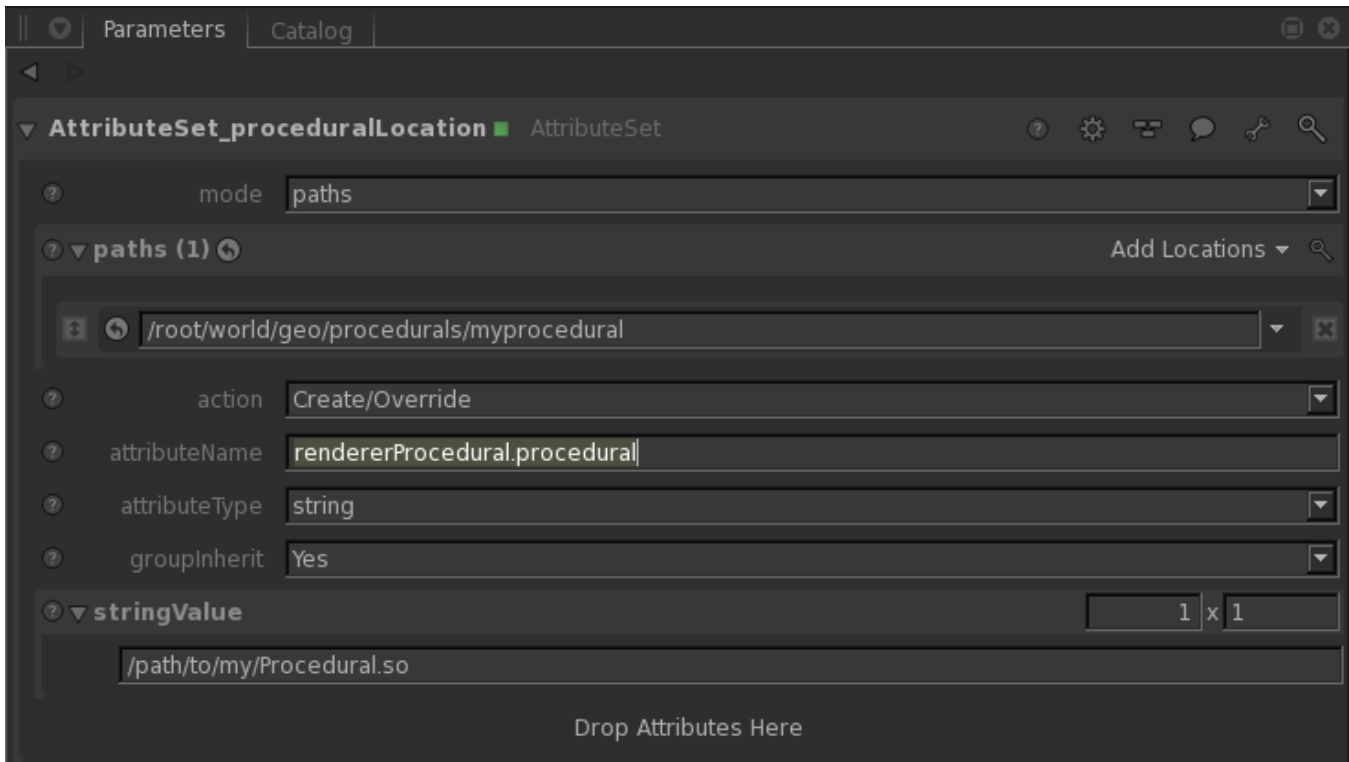 Parameters Catalog
AttributeSet_proceduralLocation AttributeSet
mode paths
paths (1) Add Locations
/root/world/geo/procedurals/myprocedural
action Create/Override
attributeName rendererProcedural.procedural
attributeType string
groupInherit Yes
stringValue 1 x 1
/path/to/my/Procedural.so
Drop Attributes Here